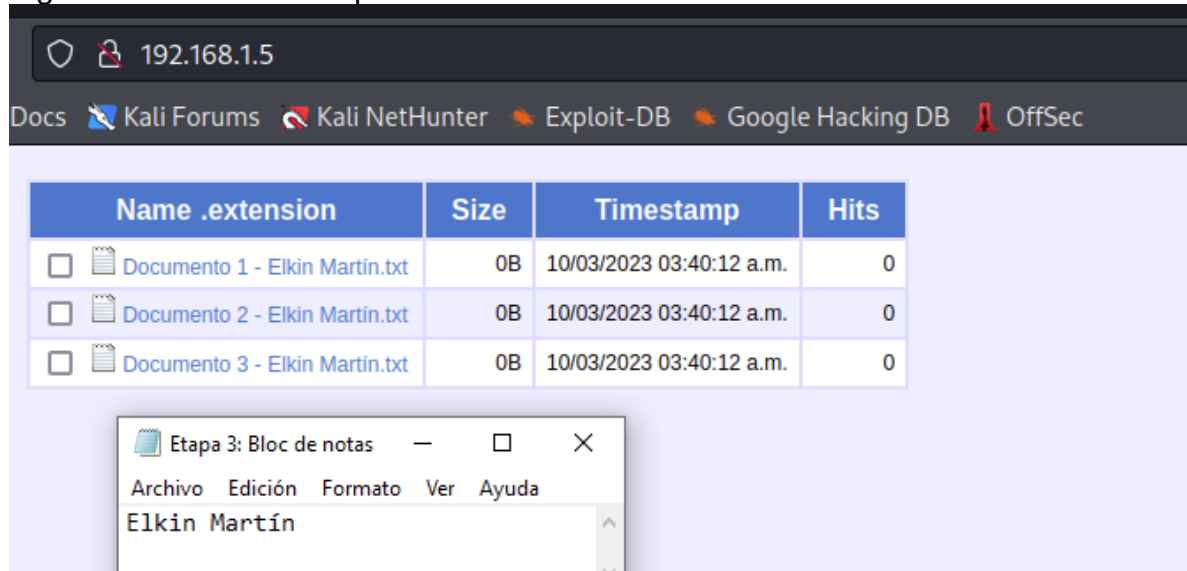 192.168.1.5
Docs Kali Forums Kali NetHunter Exploit-DB Google Hacking DB OffSec
Name .extension Size Timestamp Hits
Documento 1 - Elkin Martín.txt 0B 10/03/2023 03:40:12 a.m. 0
Documento 2 - Elkin Martín.txt 0B 10/03/2023 03:40:12 a.m. 0
Documento 3 - Elkin Martín.txt 0B 10/03/2023 03:40:12 a.m. 0
Etapa 3: Bloc de notas
Archivo Edición Formato Ver Ayuda
Elkin Martín